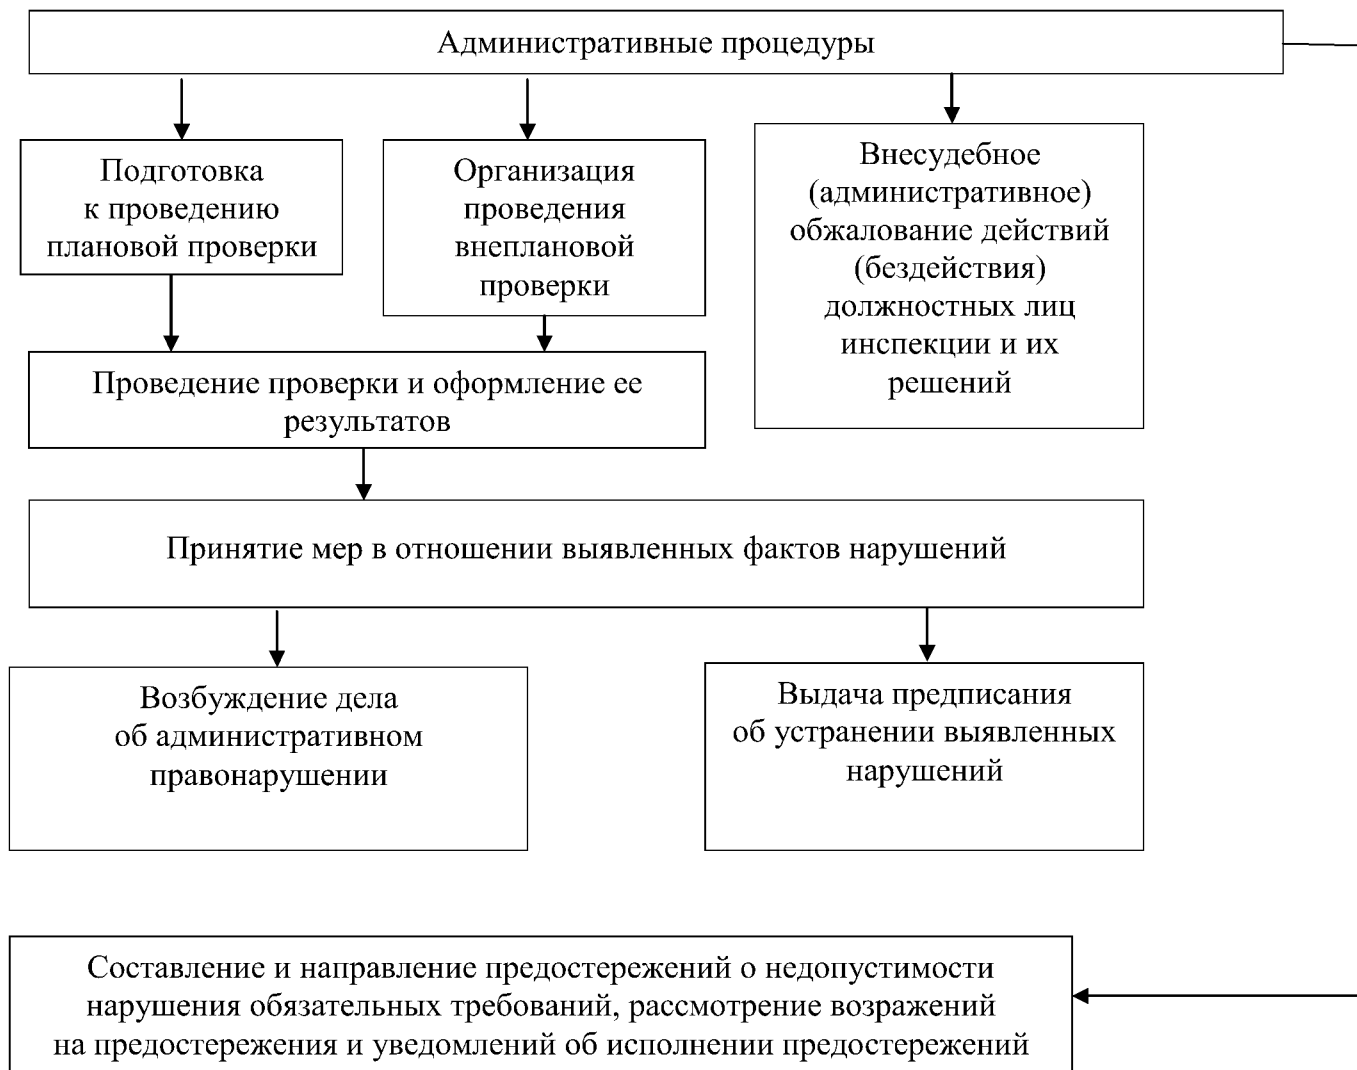 Административные процедуры
Подготовка
к проведению
плановой проверки
Организация
проведения
внеплановой
проверки
Внесудебное
(административное)
обжалование действий
(бездействия)
должностных лиц
инспекции и их
решений
Проведение проверки и оформление ее
результатов
Принятие мер в отношении выявленных фактов нарушений
Возбуждение дела
об административном
правонарушении
Выдача предписания
об устранении выявленных
нарушений
Составление и направление предостережений о недопустимости
нарушения обязательных требований, рассмотрение возражений
на предостережения и уведомлений об исполнении предостережений